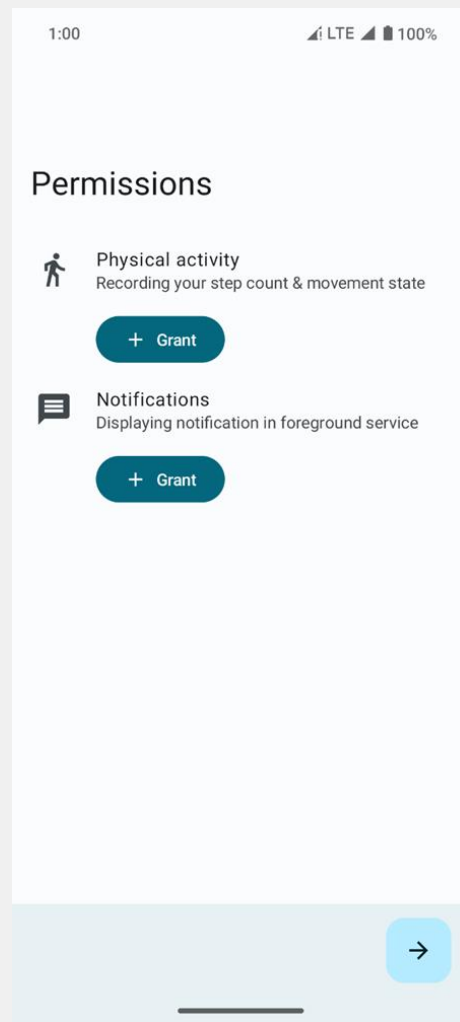 1:00
LTE 100%
Permissions
Physical activity
Recording your step count & movement state
+ Grant
Notifications
Displaying notification in foreground service
+ Grant